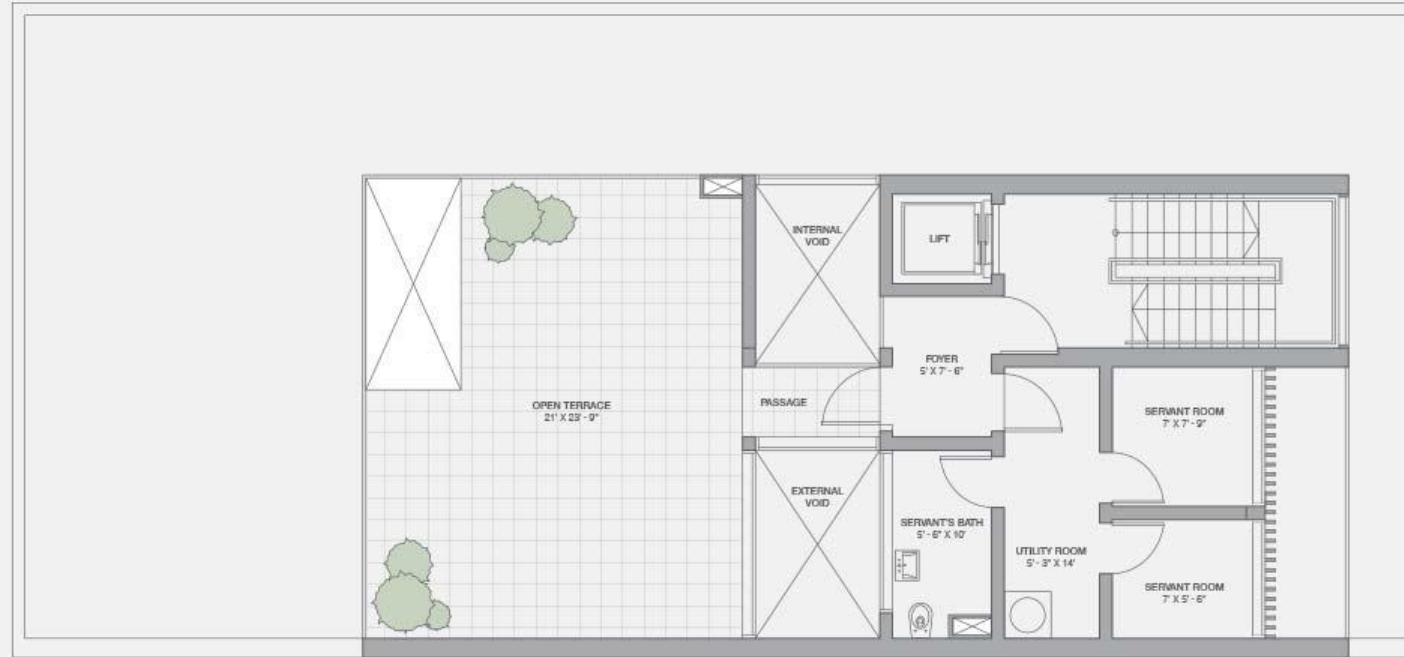 INTERNAL
VOID
LIFT
FOYER
5' X 7' - 6"
OPEN TERRACE
21' X 23' - 9"
PASSAGE
SERVANT ROOM
7' X 7' - 9"
EXTERNAL
VOID
SERVANT'S BATH
5' - 6" X 10'
UTILITY ROOM
5' - 3" X 14'
SERVANT ROOM
7' X 5' - 6"